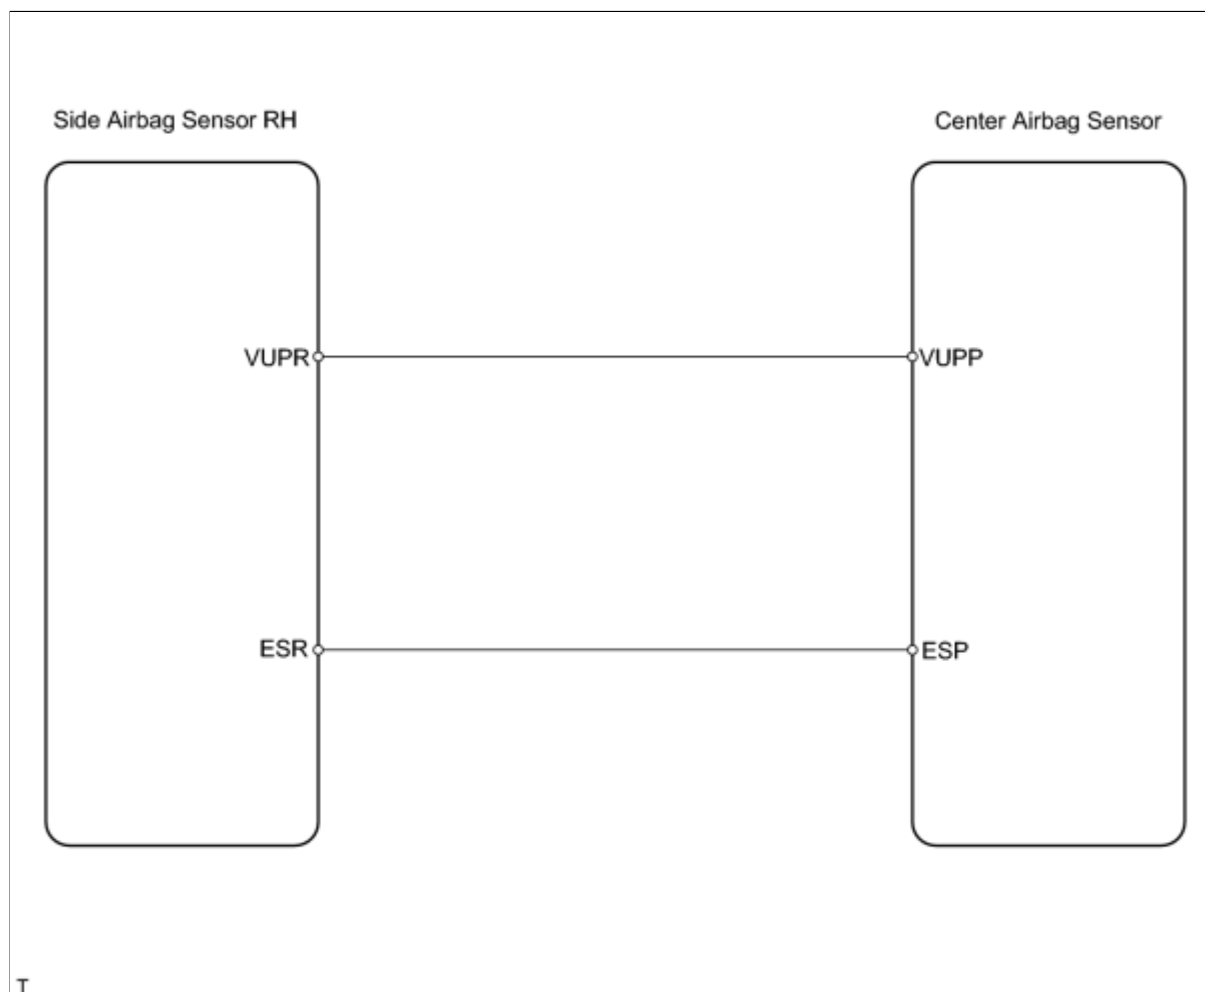 Side Airbag Sensor RH
Center Airbag Sensor
VUPR
VUPP
ESR
ESP
T